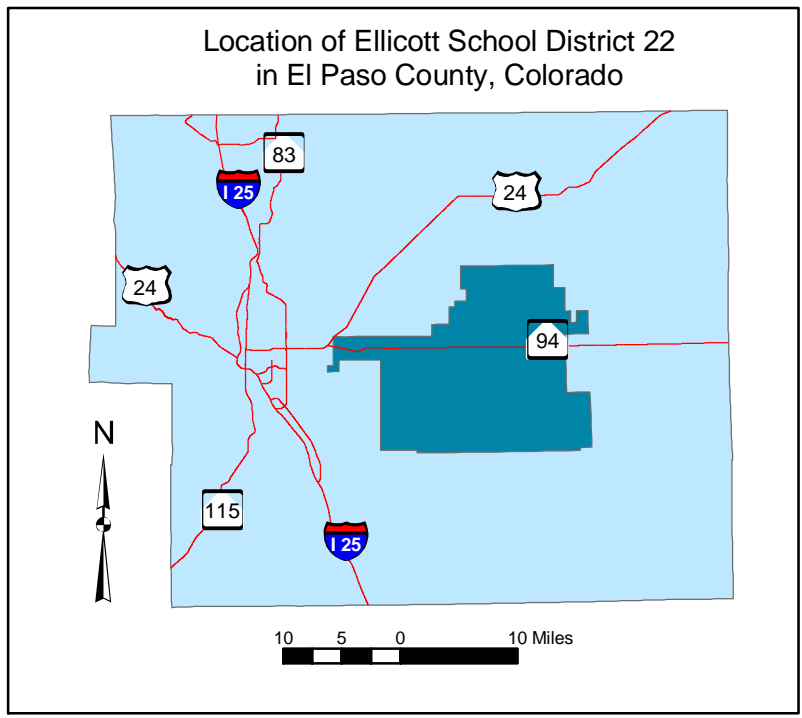 Location of Ellicott School District 22
in El Paso County, Colorado
83
I 25
24
24
94
N
115
I 25
10 5 0 10 Miles